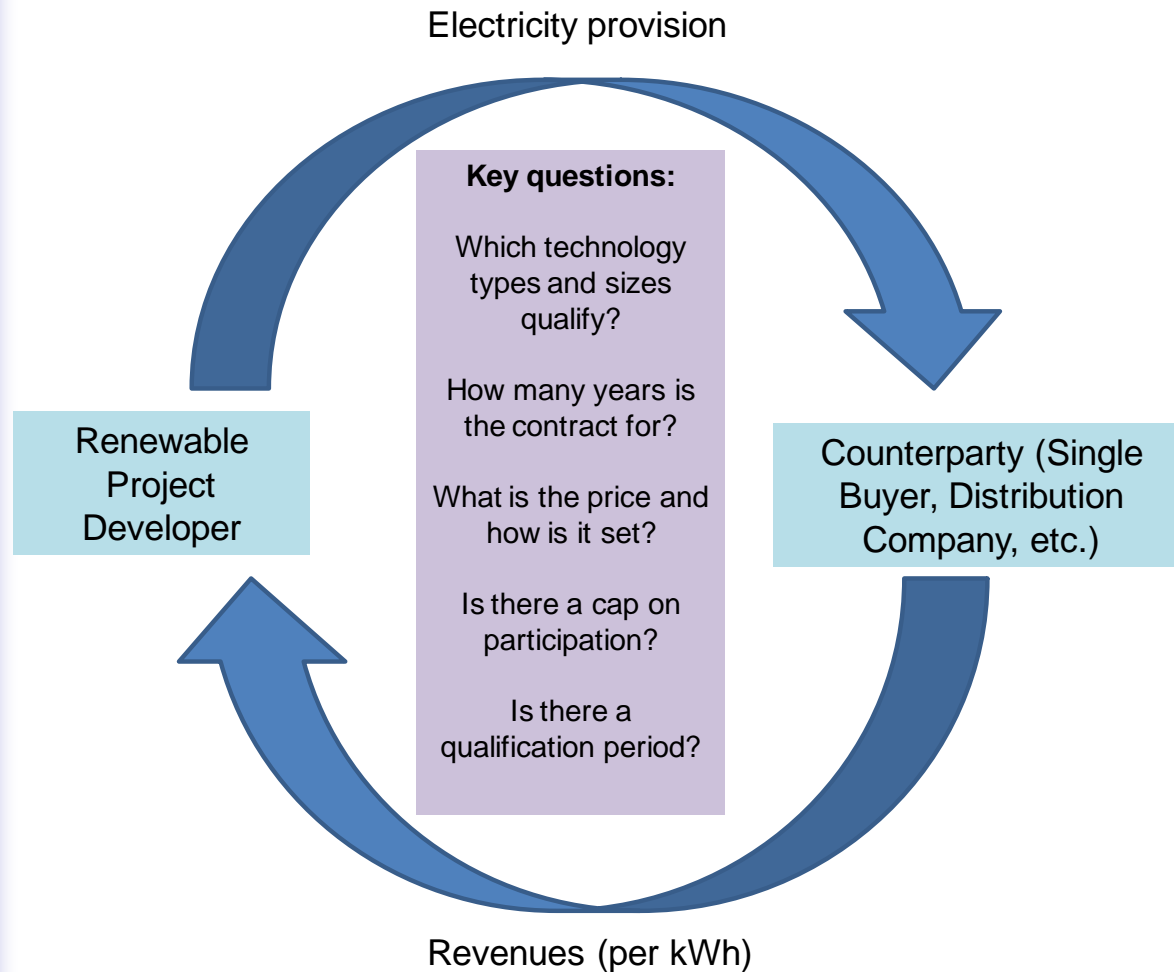 Electricity provision
Key questions:
Which technology
types and sizes
qualify?
How many years is
the contract for?
What is the price and
how is it set?
Is there a cap on
participation?
Is there a
qualification period?
Renewable
Project
Developer
Counterparty (Single
Buyer, Distribution
Company, etc.)
Revenues (per kWh)